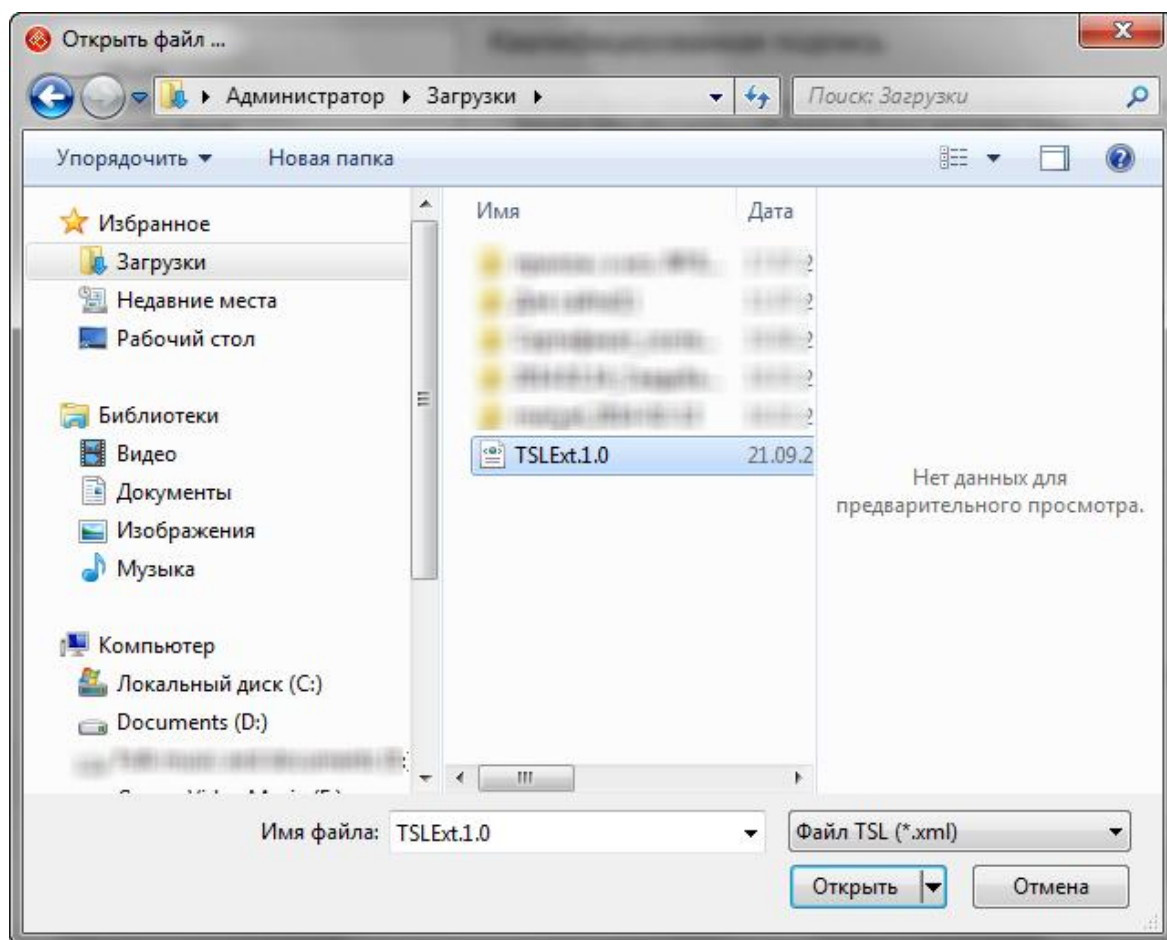 Открыть файл ...
Администратор Загрузки
Поиск: Загрузки
Упорядочить Новая папка
Избранное
Загрузки
Недавние места
Рабочий стол
Библиотеки
Видео
Документы
Изображения
Музыка
Компьютер
Локальный диск (C:)
Documents (D:)
Имя Дата
TSLExt.1.0 21.09.2
Нет данных для
предварительного просмотра.
Имя файла: TSLExt.1.0
Файл TSL (*.xml)
Открыть Отмена